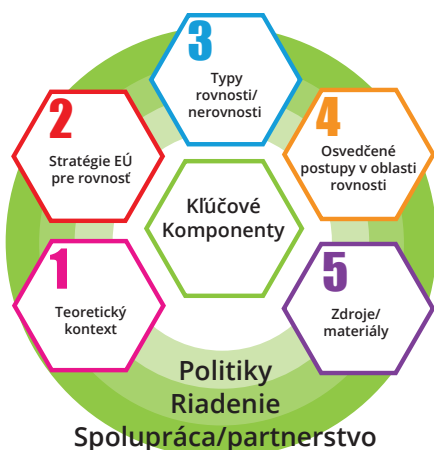 1
Teoretický
kontext
2
Stratégie EÚ
pre rovnosť
3
Typy
rovnosti/
nerovnosti
4
Osvedčené
postupy v oblasti
rovnosti
5
Zdroje/
materiály
Kľúčové
Komponenty
Politiky
Riadenie
Spolupráca/partnerstvo